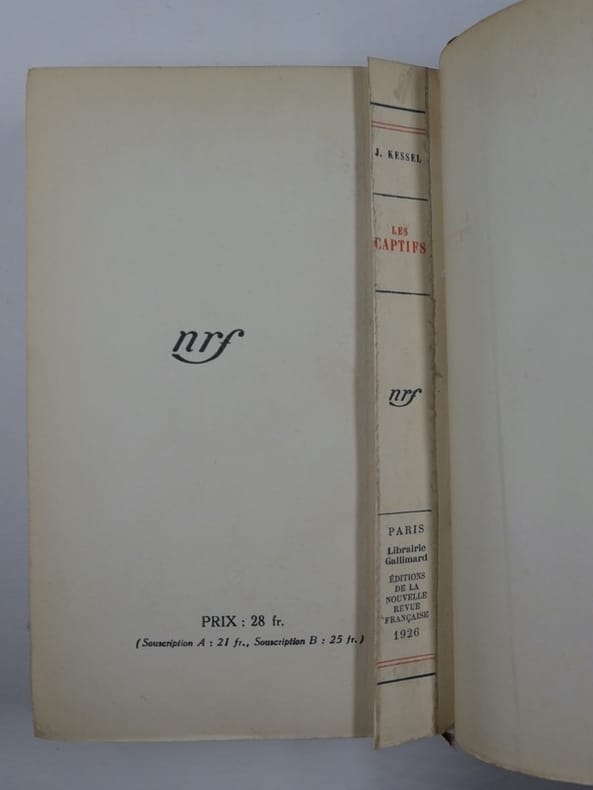 nrf
PRIX : 28 fr.
(Souscription A : 21 fr., Souscription B : 25 fr.)
J. KESSEL
LES
CAPTIFS
nrf
PARIS
Librairie
Gallimard
ÉDITIONS
DE LA
NOUVELLE
REVUE
FRANÇAISE
1926